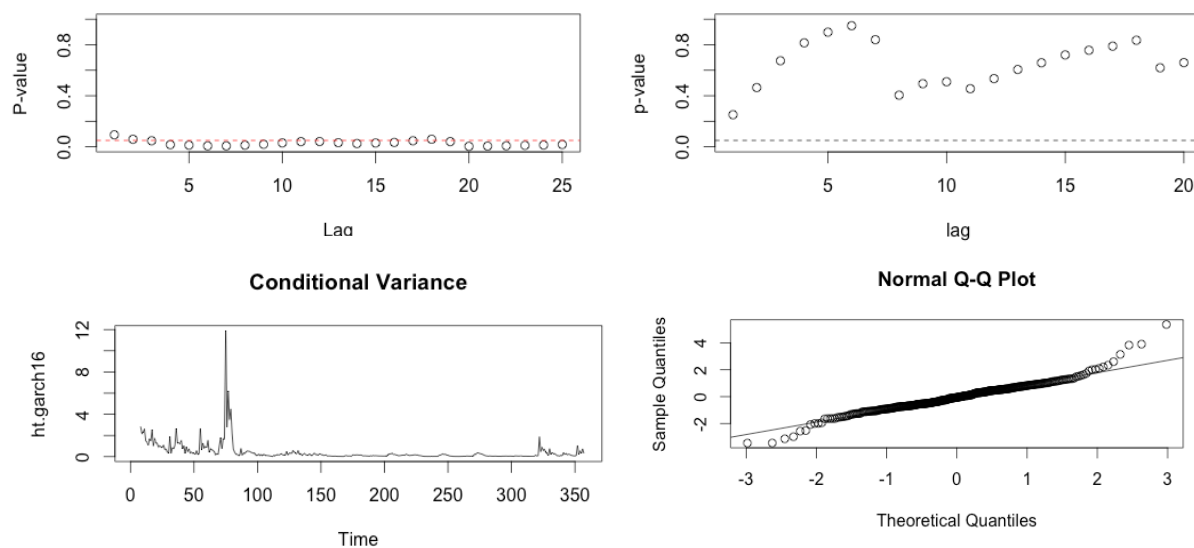 P-value
0.0 0.4 0.8
5 10 15 20 25
Lag
p-value
0.0 0.4 0.8
5 10 15 20
lag
Conditional Variance
ht.garch16
0 4 8 12
0 50 100 150 200 250 300 350
Time
Normal Q-Q Plot
Sample Quantiles
-2 0 2 4
-3 -2 -1 0 1 2 3
Theoretical Quantiles